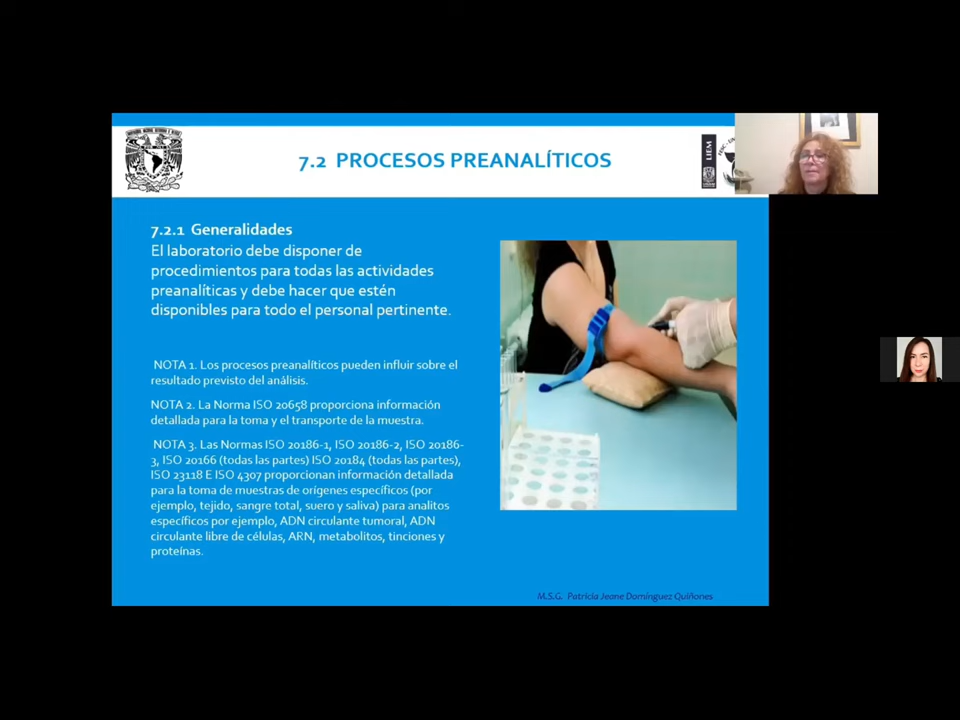 7.2 PROCESOS PREANALÍTICOS
LIEM
7.2.1 Generalidades
El laboratorio debe disponer de
procedimientos para todas las actividades
preanalíticas y debe hacer que estén
disponibles para todo el personal pertinente.
NOTA 1. Los procesos preanalíticos pueden influir sobre el
resultado previsto del análisis.
NOTA 2. La Norma ISO 20658 proporciona información
detallada para la toma y el transporte de la muestra.
NOTA 3. Las Normas ISO 20186-1, ISO 20186-2, ISO 20186-
3, ISO 20166 (todas las partes) ISO 20184 (todas las partes),
ISO 23118 E ISO 4307 proporcionan información detallada
para la toma de muestras de orígenes específicos (por
ejemplo, tejido, sangre total, suero y saliva) para analitos
específicos por ejemplo, ADN circulante tumoral, ADN
circulante libre de células, ARN, metabolitos, tinciones y
proteínas.
M.S.G. Patricia Jeane Domínguez Quiñones